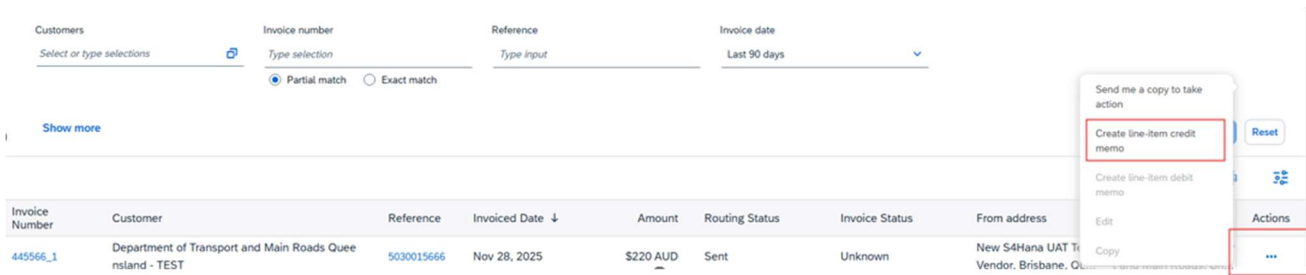 Customers
Invoice number
Reference
Invoice date
Select or type selections
Type selection
Type input
Last 90 days
Partial match
Exact match
Show more
Reset
Send me a copy to take
action
Create line-item credit
memo
Create line-item debit
memo
Edit
Copy
Invoice
Number
Customer
Reference
Invoiced Date ↓
Amount
Routing Status
Invoice Status
From address
Actions
445566_1
Department of Transport and Main Roads Quee
nsland - TEST
5030015666
Nov 28, 2025
$220 AUD
Sent
Unknown
New S4Hana UAT
Vendor, Brisbane,